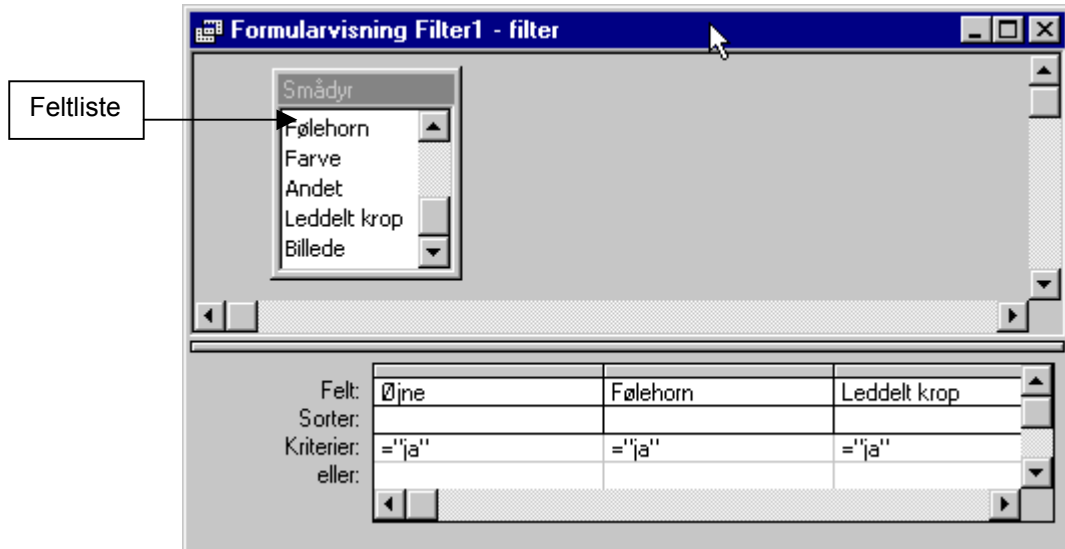 Formularvisning Filter1 - filter
Feltliste
Smådyr
Følehorn
Farve
Andet
Leddelt krop
Billede
Felt: Øjne Følehorn Leddelt krop
Sorter:
Kriterier: ="ja" ="ja" ="ja"
eller: